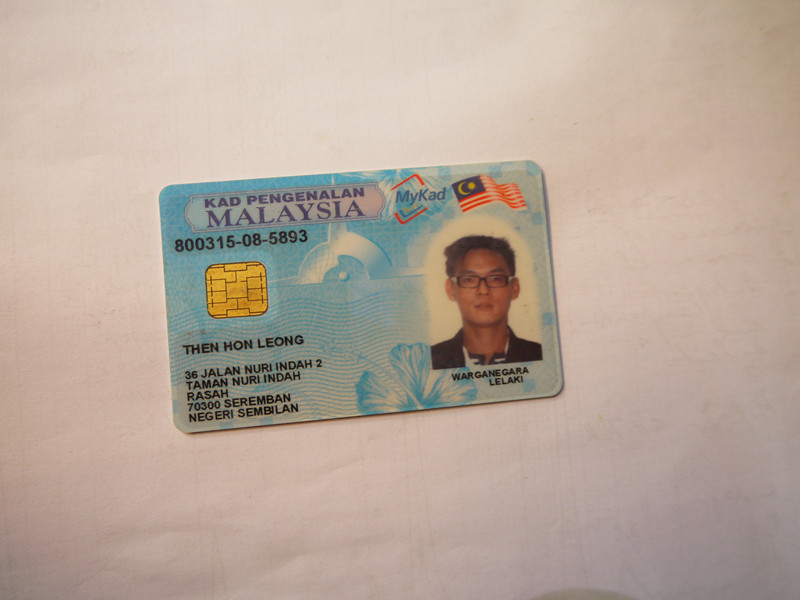 KAD PENGENALAN
MALAYSIA
MyKad
800315-08-5893
THEN HON LEONG
36 JALAN NURI INDAH 2
TAMAN NURI INDAH
RASAH
70300 SEREMBAN
NEGERI SEMBILAN
WARGANEGARA
LELAKI